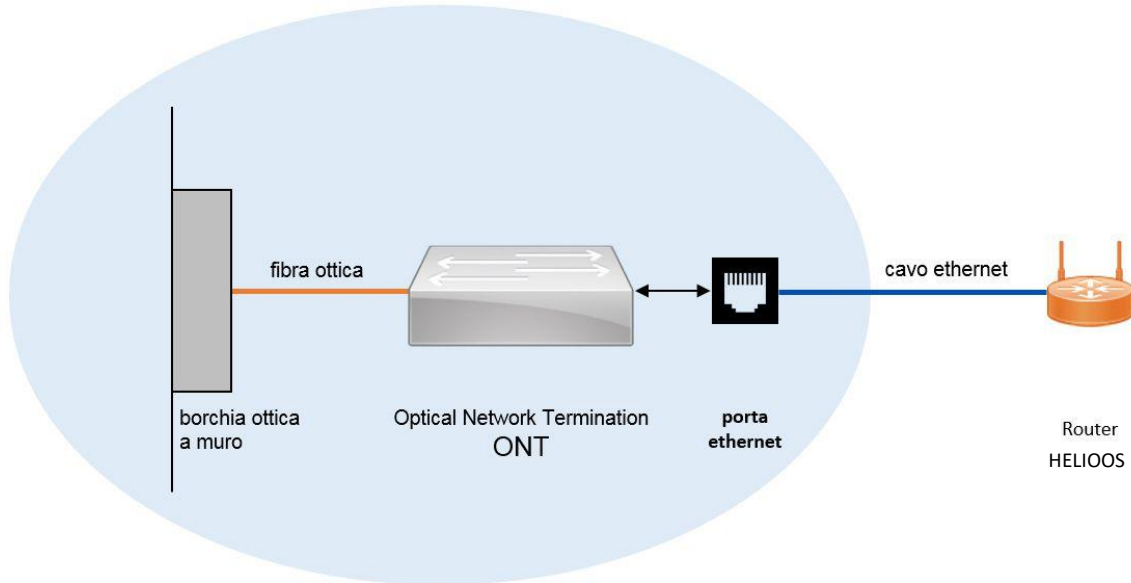 fibra ottica
cavo ethernet
borchia ottica
a muro
Optical Network Termination
ONT
porta
ethernet
Router
HELIOOS